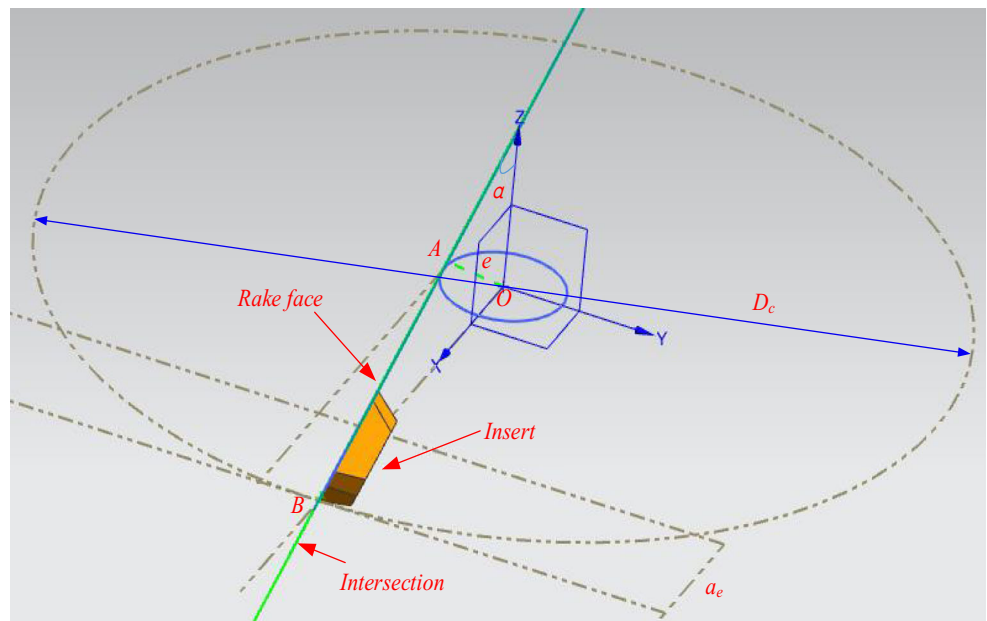 Z
a
A
e
Rake face
O
D_c
Y
X
Insert
B
Intersection
a_e